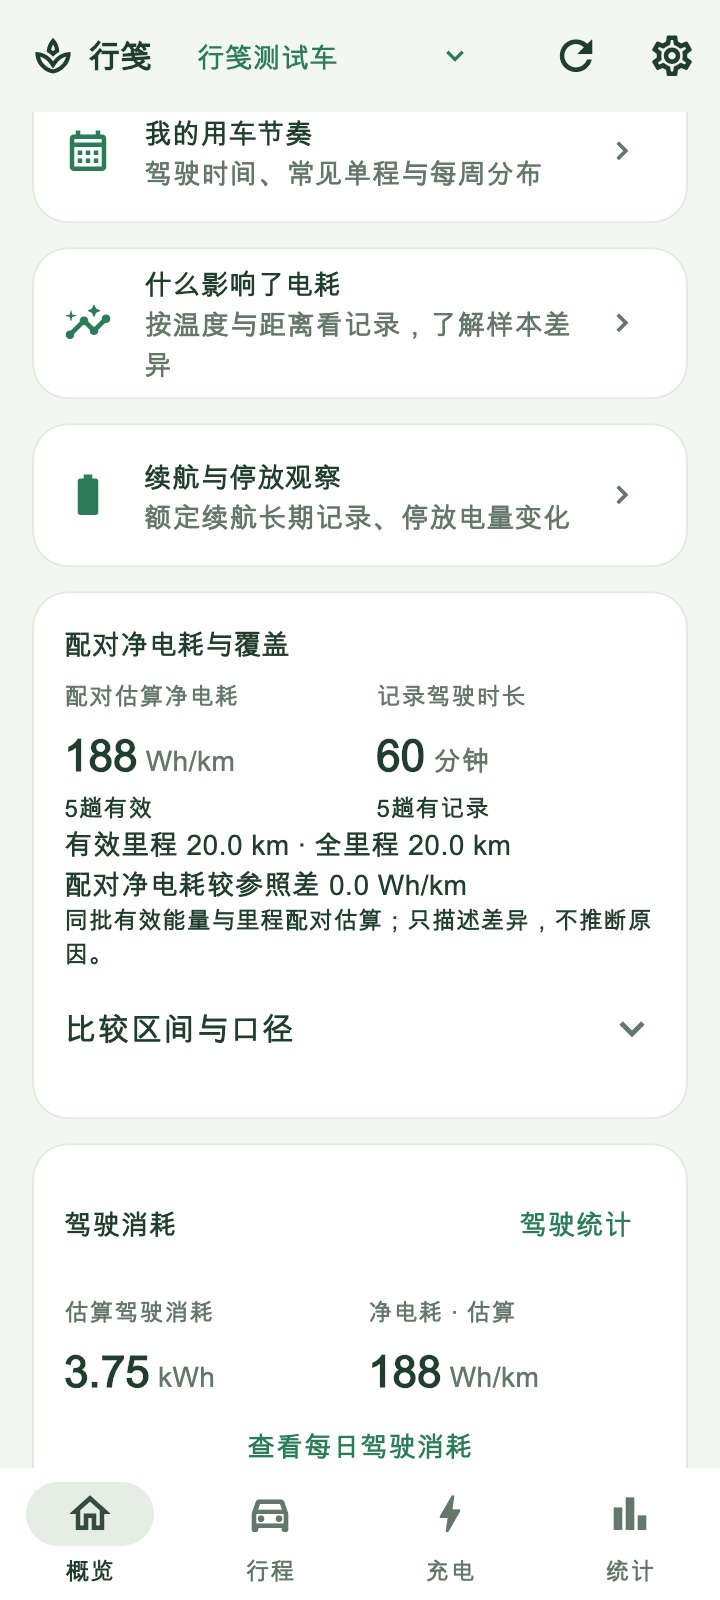 行笺
行笺测试车
我的用车节奏
驾驶时间、常见单程与每周分布
什么影响了电耗
按温度与距离看记录，了解样本差
异
续航与停放观察
额定续航长期记录、停放电量变化
配对净电耗与覆盖
配对估算净电耗
记录驾驶时长
188 Wh/km
60 分钟
5趟有效
5趟有记录
有效里程 20.0 km · 全里程 20.0 km
配对净电耗较参照差 0.0 Wh/km
同批有效能量与里程配对估算；只描述差异，不推断原
因。
比较区间与口径
驾驶消耗
驾驶统计
估算驾驶消耗
净电耗 · 估算
3.75 kWh
188 Wh/km
查看每日驾驶消耗
概览
行程
充电
统计